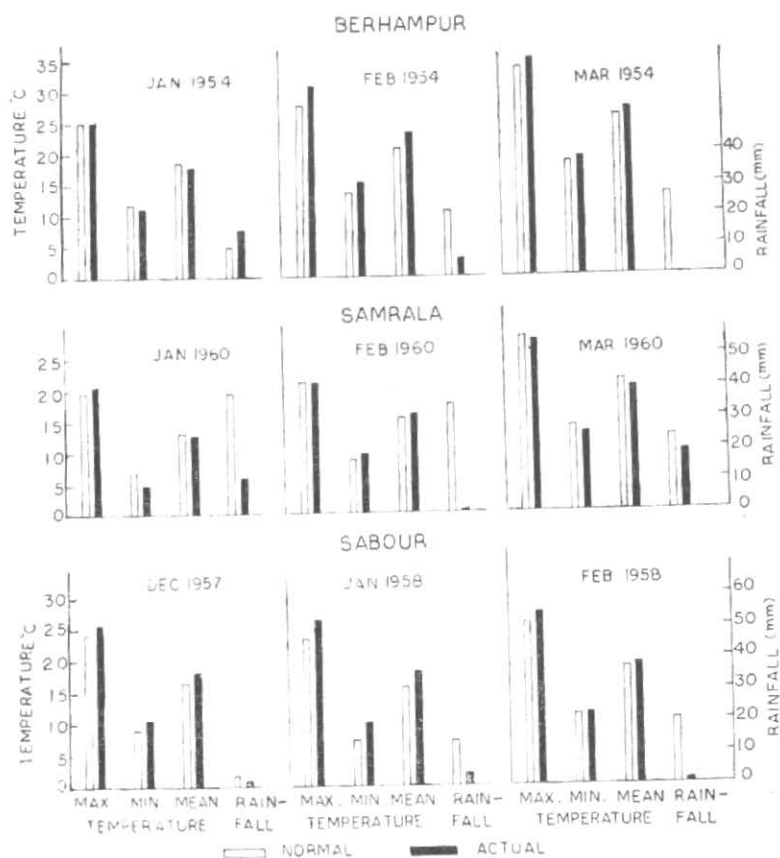 BERHAMPUR
JAN 1954
FEB 1954
MAR 1954
TEMPERATURE °C
35
30
25
20
15
10
5
0
40
30
20
10
0
RAINFALL (mm)
SAMRALA
JAN 1960
FEB 1960
MAR 1960
25
20
15
10
5
0
50
40
30
20
10
0
RAINFALL (mm)
SABOUR
DEC 1957
JAN 1958
FEB 1958
TEMPERATURE °C
30
25
20
15
10
5
0
60
50
40
30
20
10
0
RAINFALL (mm)
MAX. MIN. MEAN RAIN- MAX. MIN. MEAN RAIN- MAX. MIN. MEAN RAIN-
TEMPERATURE FALL TEMPERATURE FALL TEMPERATURE FALL
NORMAL ACTUAL